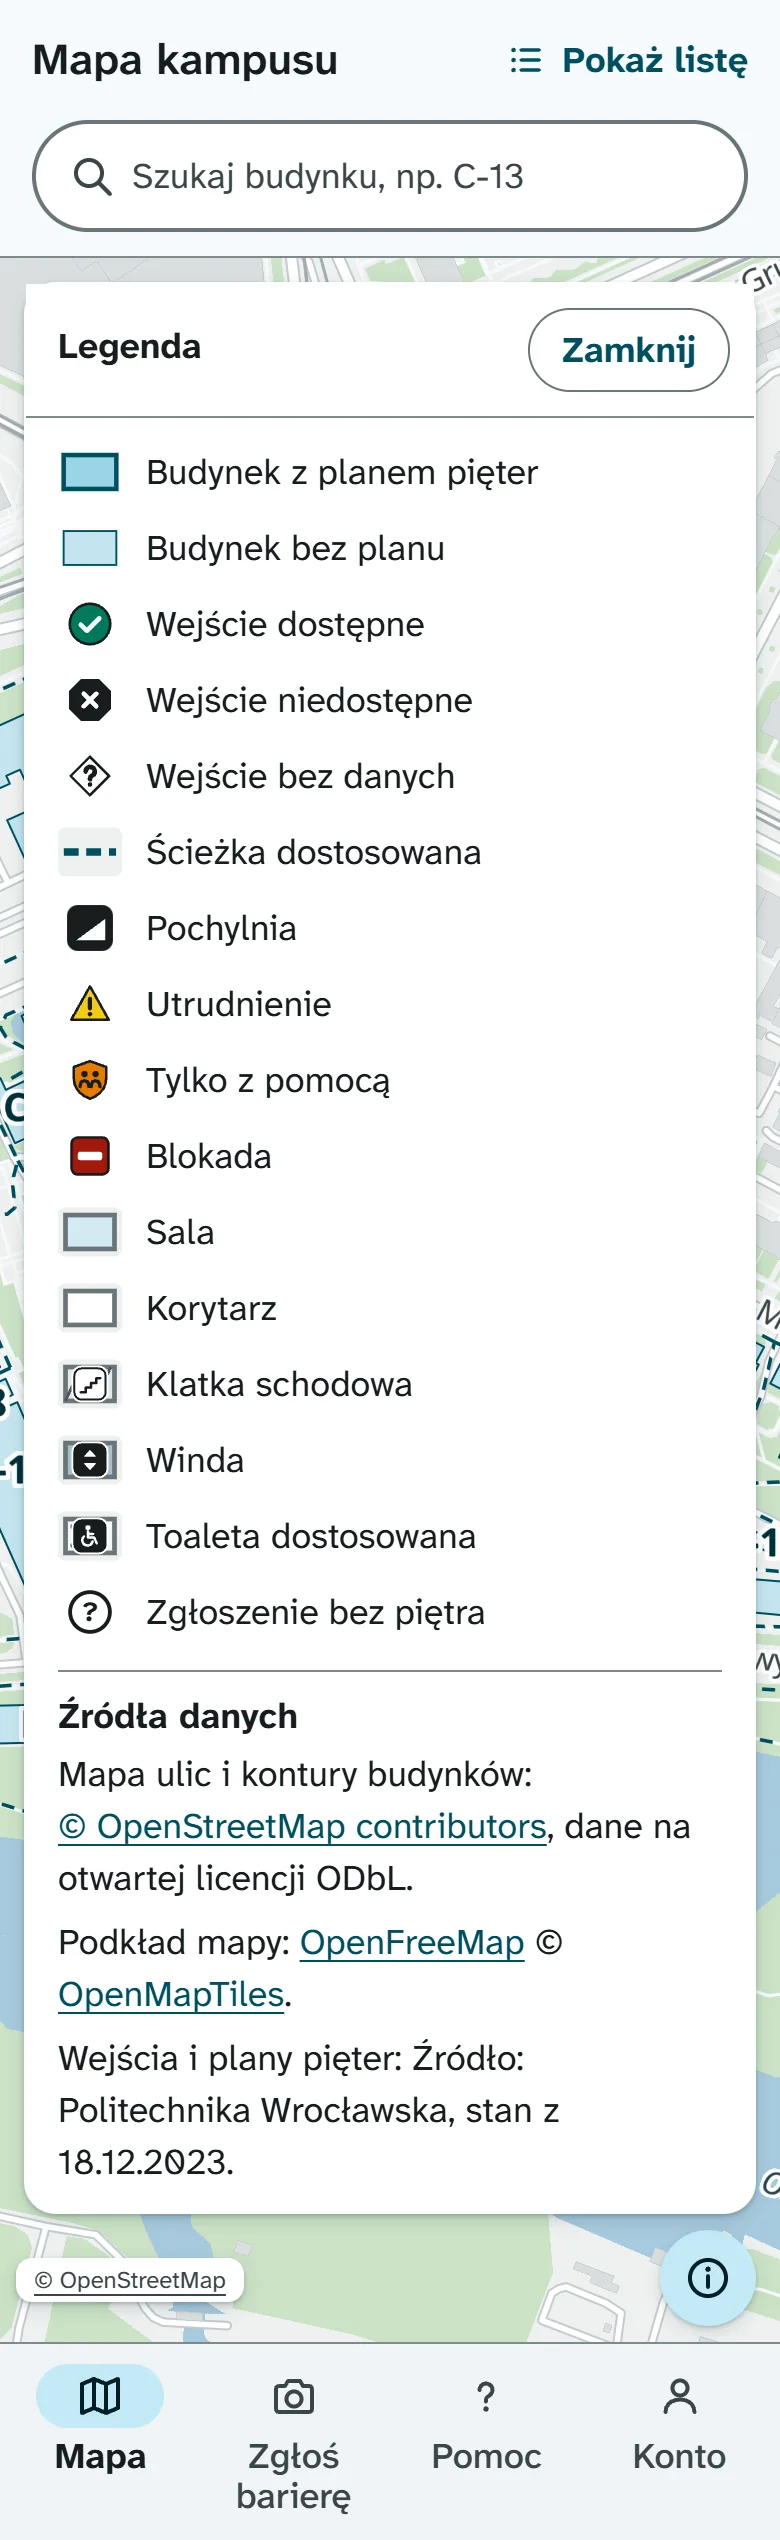 Mapa kampusu
Pokaż listę
Szukaj budynku, np. C-13
Legenda
Zamknij
Budynek z planem pięter
Budynek bez planu
Wejście dostępne
Wejście niedostępne
Wejście bez danych
Ścieżka dostosowana
Pochylnia
Utrudnienie
Tylko z pomocą
Blokada
Sala
Korytarz
Klatka schodowa
Winda
Toaleta dostosowana
Zgłoszenie bez piętra
Źródła danych
Mapa ulic i kontury budynków:
© OpenStreetMap contributors, dane na
otwartej licencji ODbL.
Podkład mapy: OpenFreeMap ©
OpenMapTiles.
Wejścia i plany pięter: Źródło:
Politechnika Wrocławska, stan z
18.12.2023.
© OpenStreetMap
Mapa
Zgłoś
barierę
Pomoc
Konto